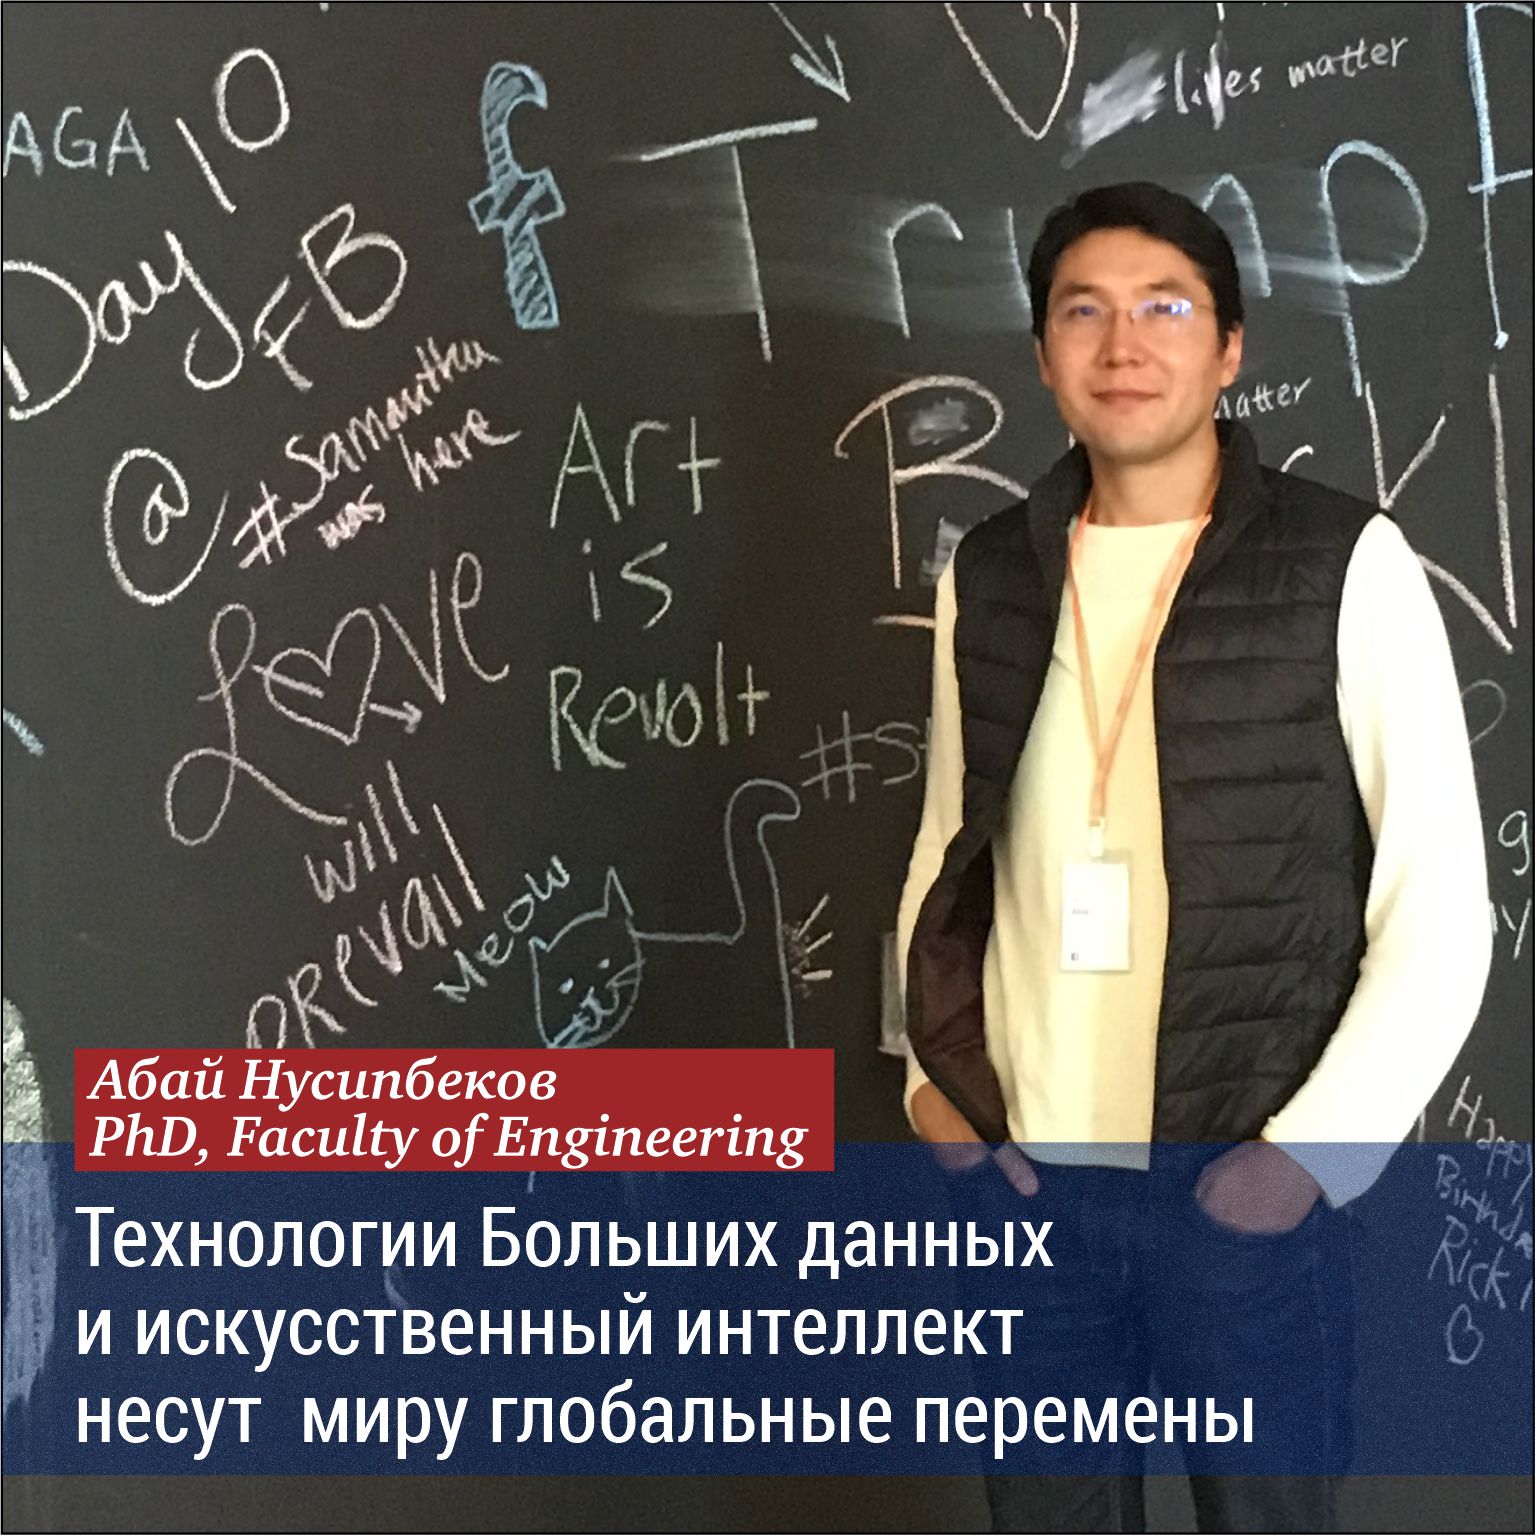 lives matter
AGA
Day 10
FB
f
Trump
#Samantha
was here
@
matter
Art
is
Revolt
LOVE
will
prevail
Meow
Happy
Rick
Абай Нусипбеков
PhD, Faculty of Engineering
Технологии Больших данных
и искусственный интеллект
несут миру глобальные перемены